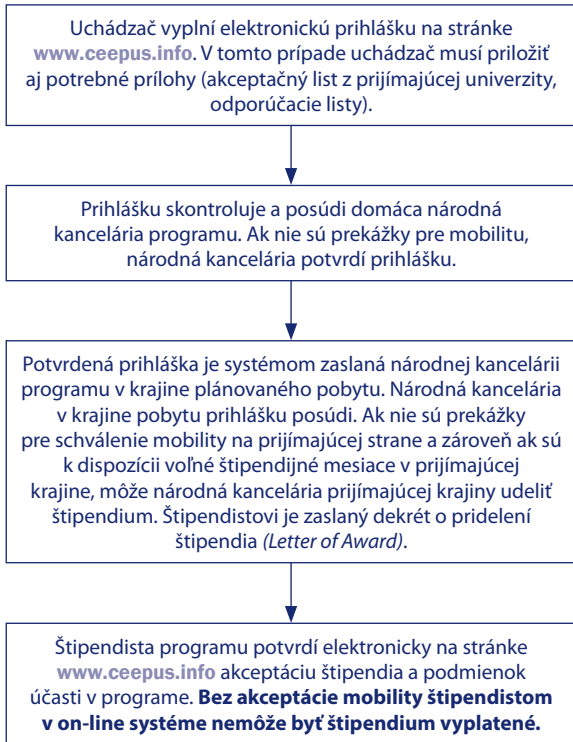 Uchádzač vyplní elektronickú prihlášku na stránke
www.ceepus.info. V tomto prípade uchádzač musí priložiť
aj potrebné prílohy (akceptačný list z prijímajúcej univerzity,
odporúčacie listy).
Prihlášku skontroluje a posúdi domáca národná
kancelária programu. Ak nie sú prekážky pre mobilitu,
národná kancelária potvrdí prihlášku.
Potvrdená prihláška je systémom zaslaná národnej kancelárii
programu v krajine plánovaného pobytu. Národná kancelária
v krajine pobytu prihlášku posúdi. Ak nie sú prekážky
pre schválenie mobility na prijímajúcej strane a zároveň ak sú
k dispozícii voľné štipendijné mesiace v prijímajúcej
krajine, môže národná kancelária prijímajúcej krajiny udeliť
štipendium. Štipendistovi je zaslaný dekrét o pridelení
štipendia (Letter of Award).
Štipendista programu potvrdí elektronicky na stránke
www.ceepus.info akceptáciu štipendia a podmienok
účasti v programe. Bez akceptácie mobility štipendistom
v on-line systéme nemôže byť štipendium vyplatené.